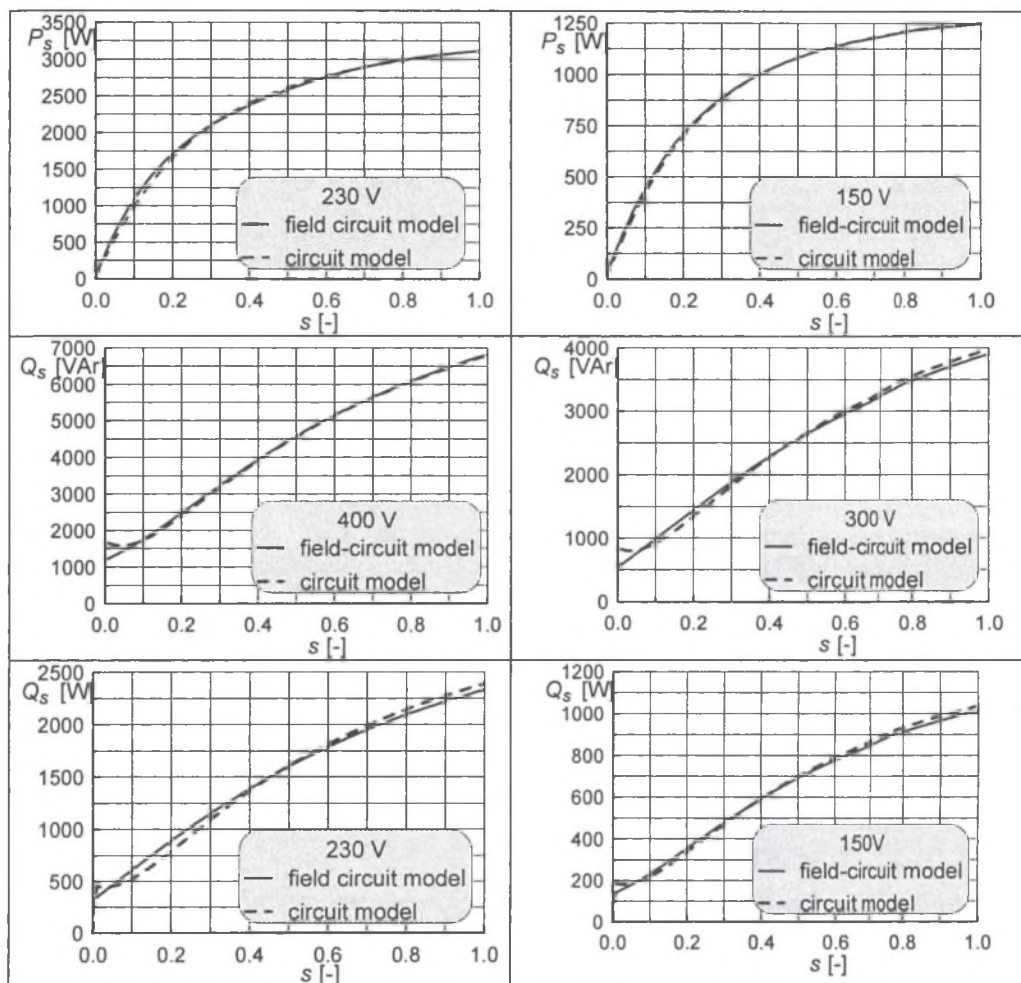 3500
P_s [W]
3000
2500
2000
1500
1000
500
0
230 V
field circuit model
circuit model
0.0 0.2 0.4 0.6 0.8 1.0
s [-]
1250
P_s [W]
1000
750
500
250
0
150 V
field-circuit model
circuit model
0.0 0.2 0.4 0.6 0.8 1.0
s [-]
7000
Q_s [VAr]
6000
5000
4000
3000
2000
1000
0
400 V
field-circuit model
circuit model
0.0 0.2 0.4 0.6 0.8 1.0
s [-]
4000
Q_s [VAr]
3000
2000
1000
0
300 V
field-circuit model
circuit model
0.0 0.2 0.4 0.6 0.8 1.0
s [-]
2500
Q_s [W]
2000
1500
1000
500
0
230 V
field circuit model
circuit model
0.0 0.2 0.4 0.6 0.8 1.0
s [-]
1200
Q_s [W]
1000
800
600
400
200
0
150V
field-circuit model
circuit model
0.0 0.2 0.4 0.6 0.8 1.0
s [-]